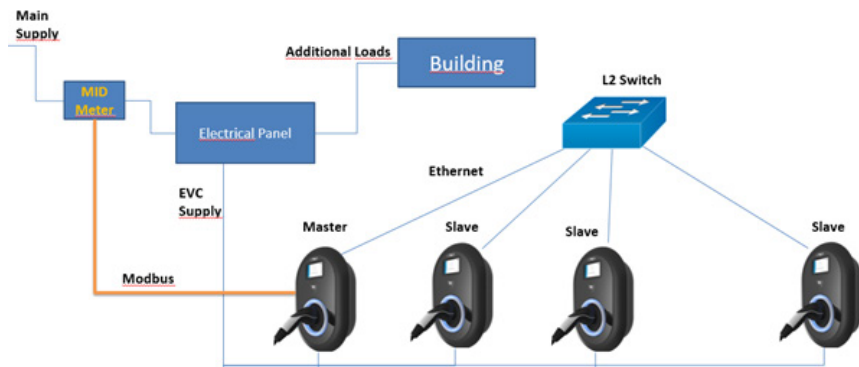 Main
Supply
Additional Loads
Building
L2 Switch
MID
Meter
Electrical Panel
Ethernet
EVC
Supply
Master
Slave
Slave
Slave
Modbus